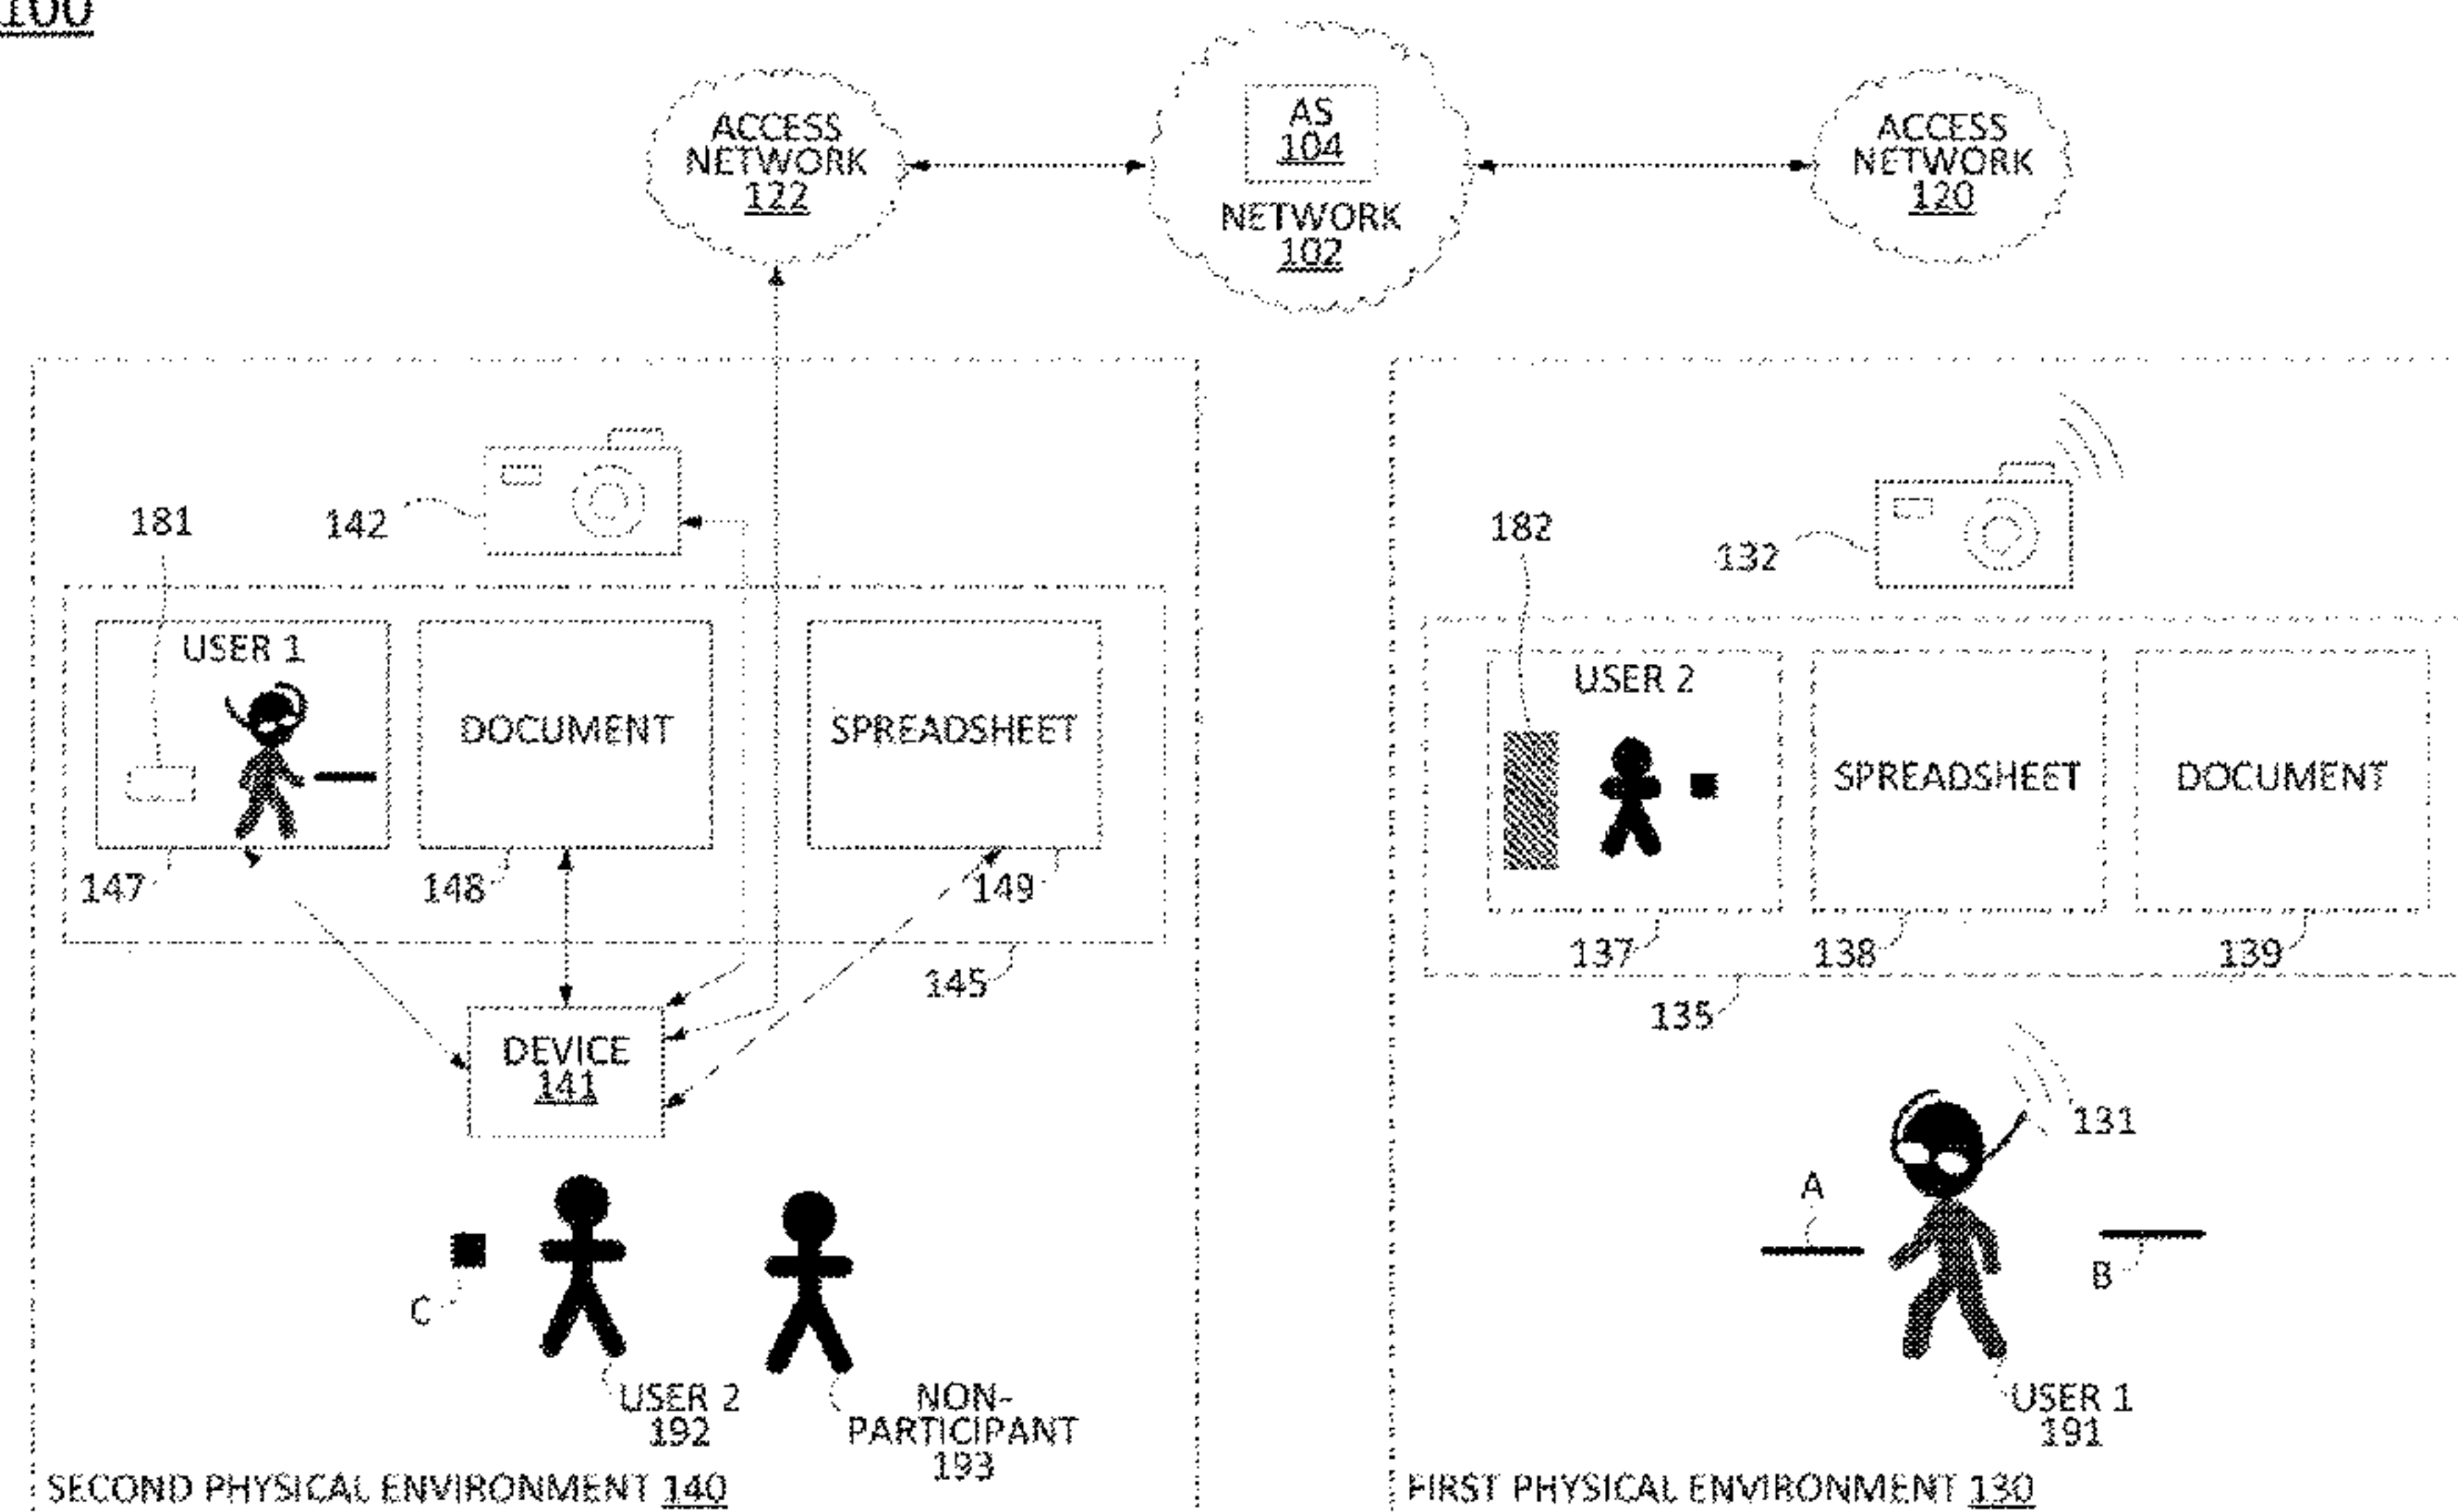 100
ACCESS
NETWORK
122
AS
104
NETWORK
102
ACCESS
NETWORK
120
181
142
USER 1
DOCUMENT
SPREADSHEET
147
148
149
145
DEVICE
141
C
USER 2
192
NON-
PARTICIPANT
193
SECOND PHYSICAL ENVIRONMENT 140
182
132
USER 2
SPREADSHEET
DOCUMENT
137
138
139
135
131
A
B
USER 1
191
FIRST PHYSICAL ENVIRONMENT 130